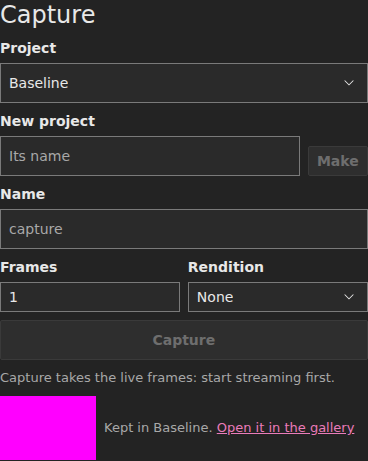 Capture
Project
Baseline
New project
Its name
Make
Name
capture
Frames
Rendition
1
None
Capture
Capture takes the live frames: start streaming first.
Kept in Baseline. Open it in the gallery